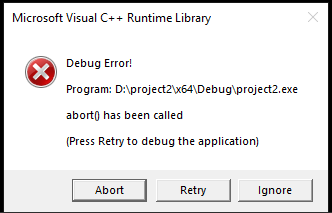 Microsoft Visual C++ Runtime Library
Debug Error!
Program: D:\project2\x64\Debug\project2.exe
abort() has been called
(Press Retry to debug the application)
Abort Retry Ignore